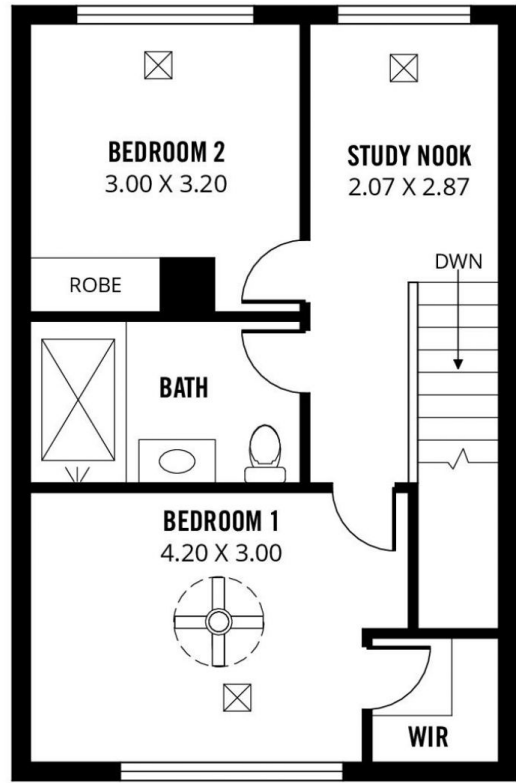 BEDROOM 2
3.00 X 3.20
STUDY NOOK
2.07 X 2.87
DWN
ROBE
BATH
BEDROOM 1
4.20 X 3.00
WIR